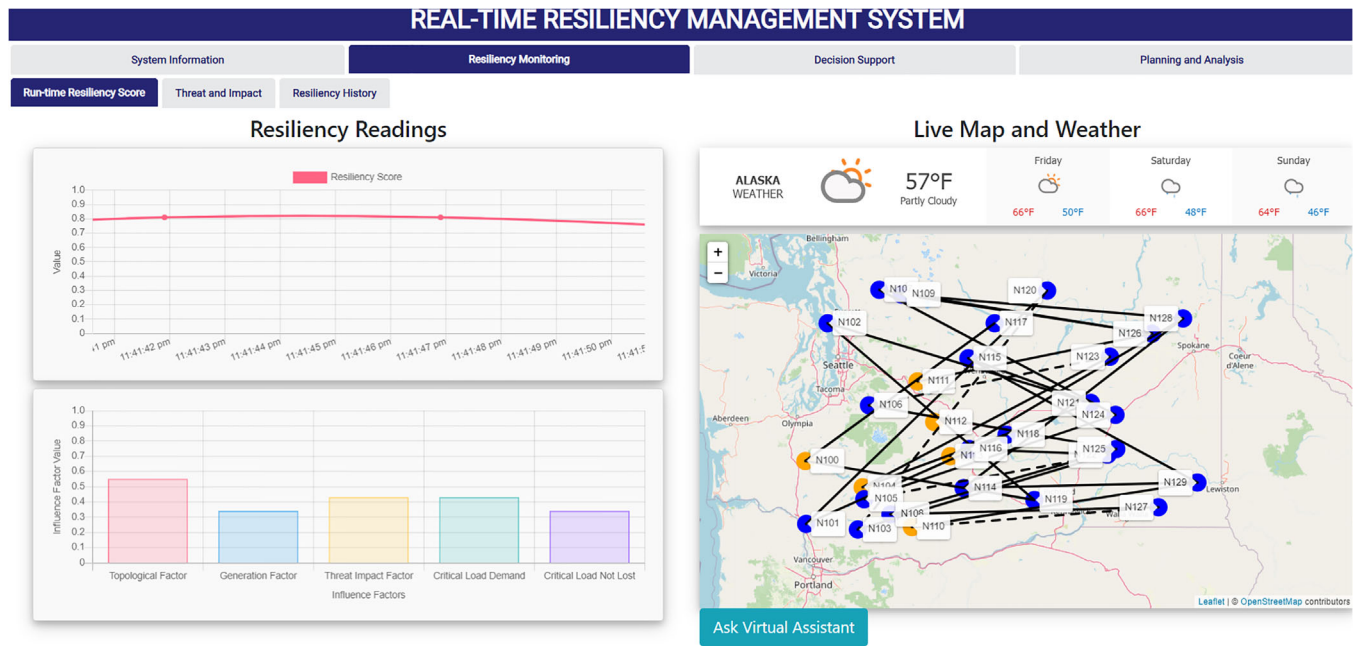 REAL-TIME RESILIENCY MANAGEMENT SYSTEM
System Information
Resiliency Monitoring
Decision Support
Planning and Analysis
Run-time Resiliency Score
Threat and Impact
Resiliency History
Resiliency Readings
Resiliency Score
Value
1.0
0.9
0.8
0.7
0.6
0.5
0.4
0.3
0.2
0.1
0
11:41:42 pm
11:41:43 pm
11:41:44 pm
11:41:45 pm
11:41:46 pm
11:41:47 pm
11:41:48 pm
11:41:49 pm
11:41:50 pm
Influence Factor Value
1.0
0.9
0.8
0.7
0.6
0.5
0.4
0.3
0.2
0.1
0
Topological Factor
Generation Factor
Threat Impact Factor
Critical Load Demand
Critical Load Not Lost
Influence Factors
Live Map and Weather
ALASKA
WEATHER
57°F
Partly Cloudy
Friday
66°F 50°F
Saturday
66°F 48°F
Sunday
64°F 46°F
+
−
Bellingham
Victoria
N109
N120
N102
N117
N128
N126
Spokane
Seattle
N115
N123
Coeur
d'Alene
Tacoma
N111
N106
N124
Aberdeen
Olympia
N112
N118
N116
N125
N100
N104
N105
N114
N129
Lewiston
N119
N127
N101
N103
N108
N110
Vancouver
Portland
Leaflet | © OpenStreetMap contributors
Ask Virtual Assistant